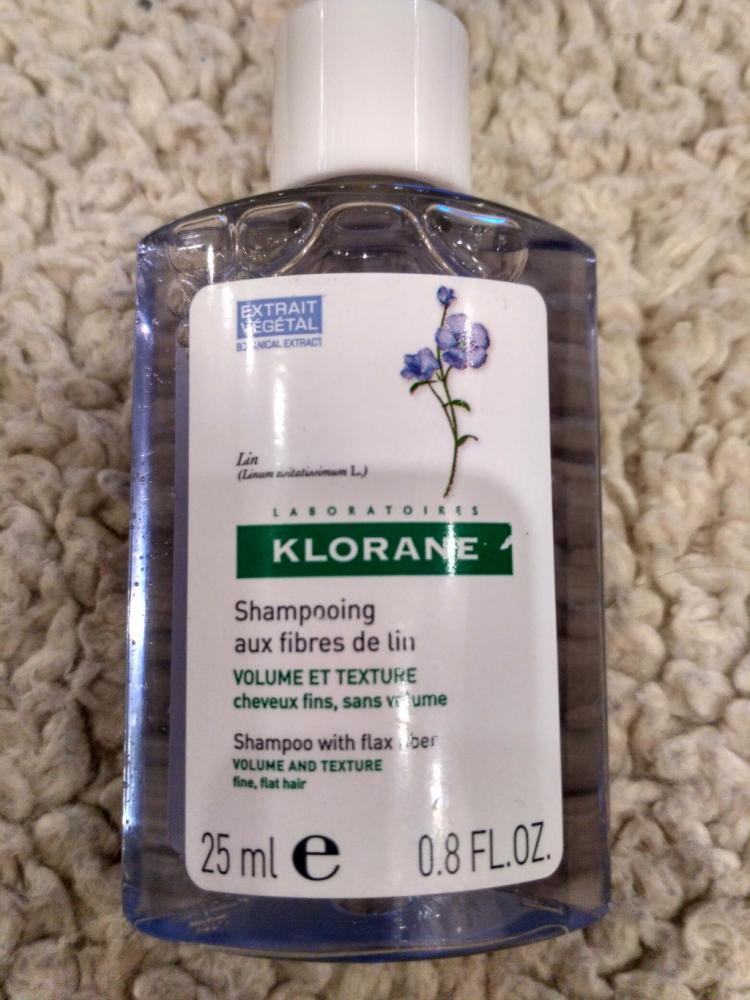 EXTRAIT
VÉGÉTAL
BOTANICAL EXTRACT
Lin
(Linum usitatissimum L.)
LABORATOIRES
KLORANE
Shampooing
aux fibres de lin
VOLUME ET TEXTURE
cheveux fins, sans volume
Shampoo with flax fiber
VOLUME AND TEXTURE
fine, flat hair
25 ml e 0.8 FL.OZ.